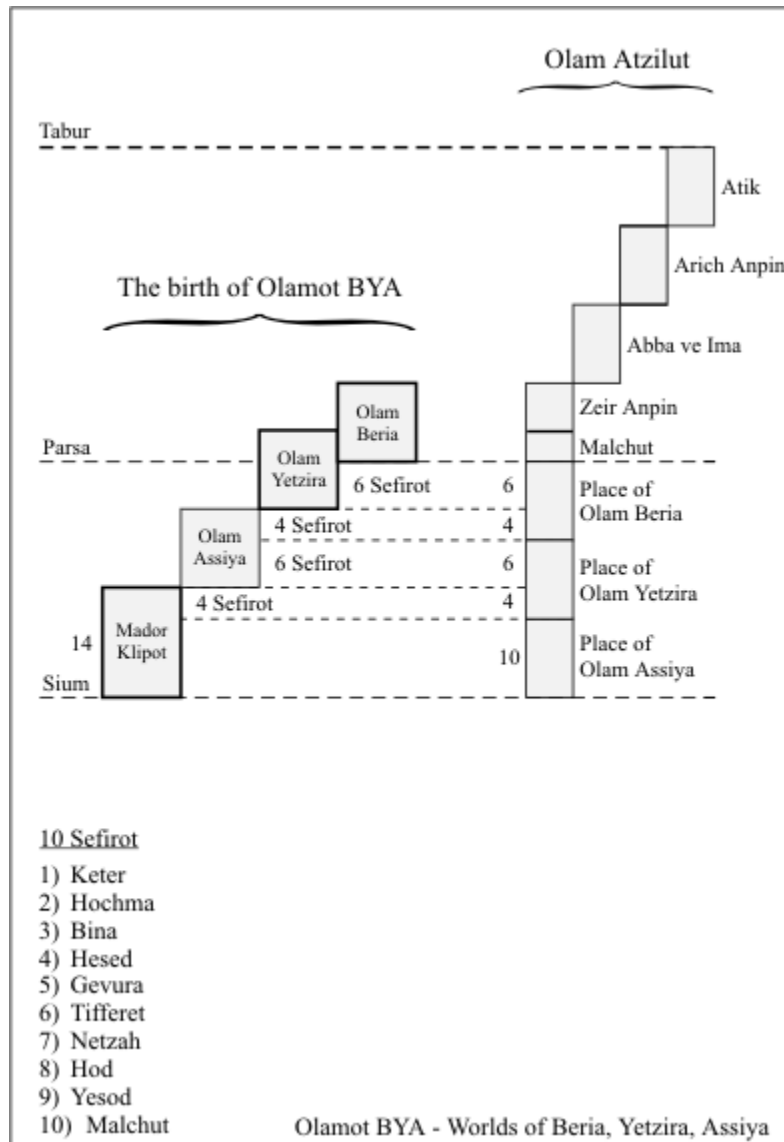 Olam Atzilut
Tabur
Atik
Arich Anpin
The birth of Olamot BYA
Abba ve Ima
Olam
Beria
Zeir Anpin
Parsa
Olam
Yetzira
Malchut
6 Sefirot
6
Place of
Olam Beria
4 Sefirot
4
Olam
Assiya
6 Sefirot
6
Place of
Olam Yetzira
4 Sefirot
4
Mador
Klipot
14
10
Place of
Olam Assiya
Sium
10 Sefirot
1) Keter
2) Hochma
3) Bina
4) Hesed
5) Gevura
6) Tifferet
7) Netzah
8) Hod
9) Yesod
10) Malchut
Olamot BYA - Worlds of Beria, Yetzira, Assiya